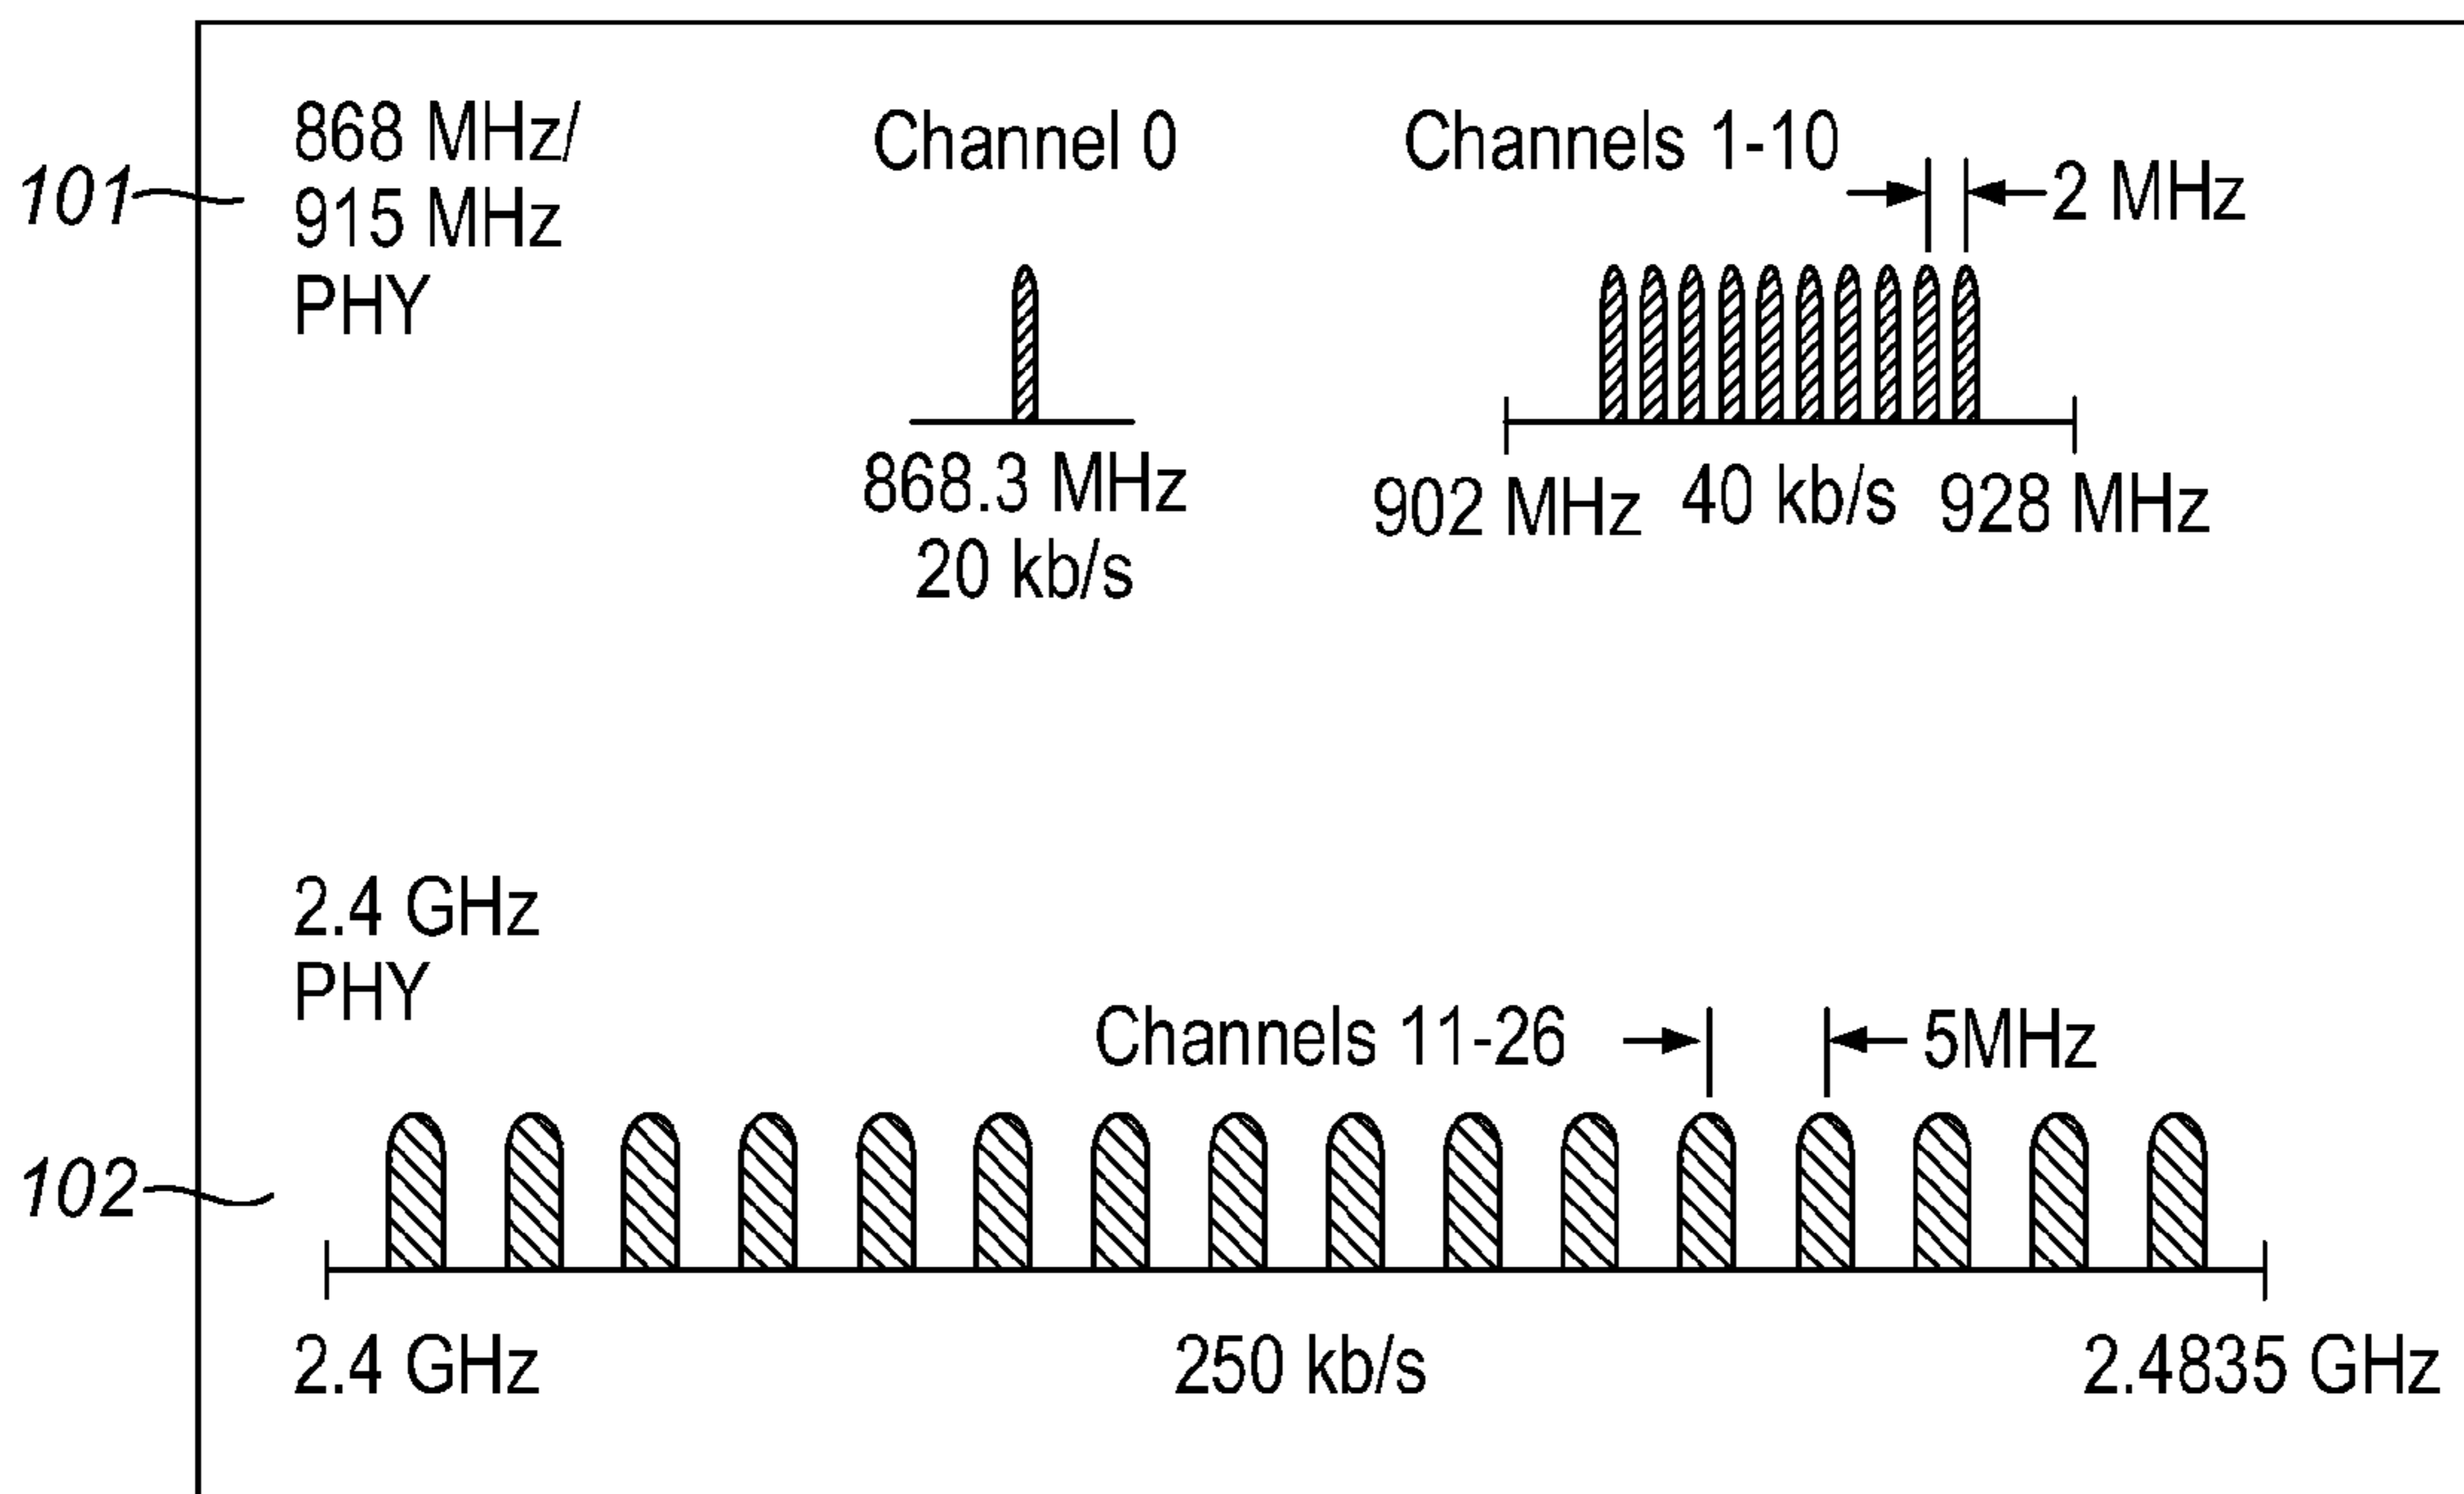 101
868 MHz/
915 MHz
PHY
Channel 0
868.3 MHz
20 kb/s
Channels 1-10
2 MHz
902 MHz 40 kb/s 928 MHz
2.4 GHz
PHY
Channels 11-26
5MHz
102
2.4 GHz 250 kb/s 2.4835 GHz